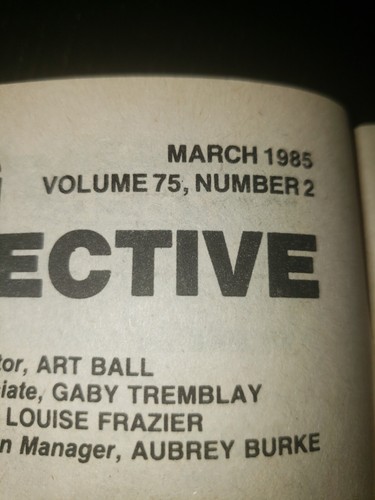 MARCH 1985
VOLUME 75, NUMBER 2
ECTIVE
tor, ART BALL
iate, GABY TREMBLAY
LOUISE FRAZIER
n Manager, AUBREY BURKE